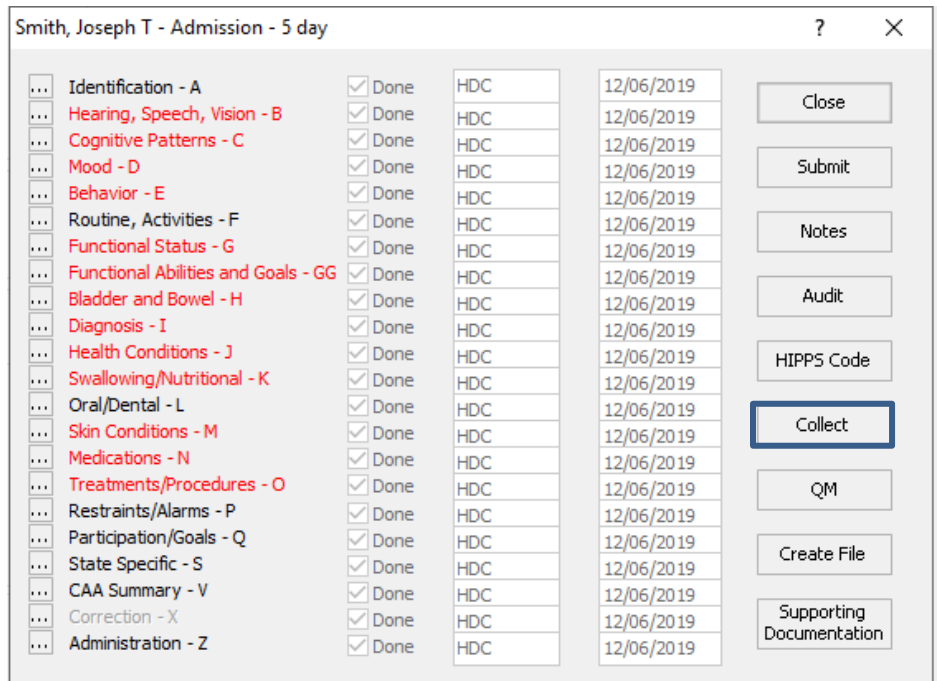 Smith, Joseph T - Admission - 5 day ? X
... Identification - A Done HDC 12/06/2019
... Hearing, Speech, Vision - B Done HDC 12/06/2019
... Cognitive Patterns - C Done HDC 12/06/2019
... Mood - D Done HDC 12/06/2019
... Behavior - E Done HDC 12/06/2019
... Routine, Activities - F Done HDC 12/06/2019
... Functional Status - G Done HDC 12/06/2019
... Functional Abilities and Goals - GG Done HDC 12/06/2019
... Bladder and Bowel - H Done HDC 12/06/2019
... Diagnosis - I Done HDC 12/06/2019
... Health Conditions - J Done HDC 12/06/2019
... Swallowing/Nutritional - K Done HDC 12/06/2019
... Oral/Dental - L Done HDC 12/06/2019
... Skin Conditions - M Done HDC 12/06/2019
... Medications - N Done HDC 12/06/2019
... Treatments/Procedures - O Done HDC 12/06/2019
... Restraints/Alarms - P Done HDC 12/06/2019
... Participation/Goals - Q Done HDC 12/06/2019
... State Specific - S Done HDC 12/06/2019
... CAA Summary - V Done HDC 12/06/2019
... Correction - X Done HDC 12/06/2019
... Administration - Z Done HDC 12/06/2019
Close
Submit
Notes
Audit
HIPPS Code
Collect
QM
Create File
Supporting
Documentation